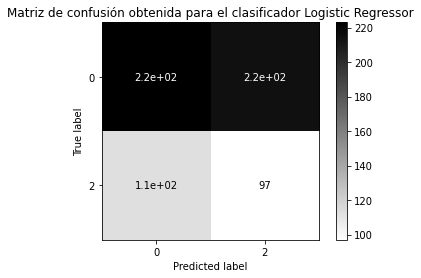 Matriz de confusión obtenida para el clasificador Logistic Regressor
0
2.2e+02 2.2e+02
2
1.1e+02 97
True label
0 2
Predicted label
220
200
180
160
140
120
100